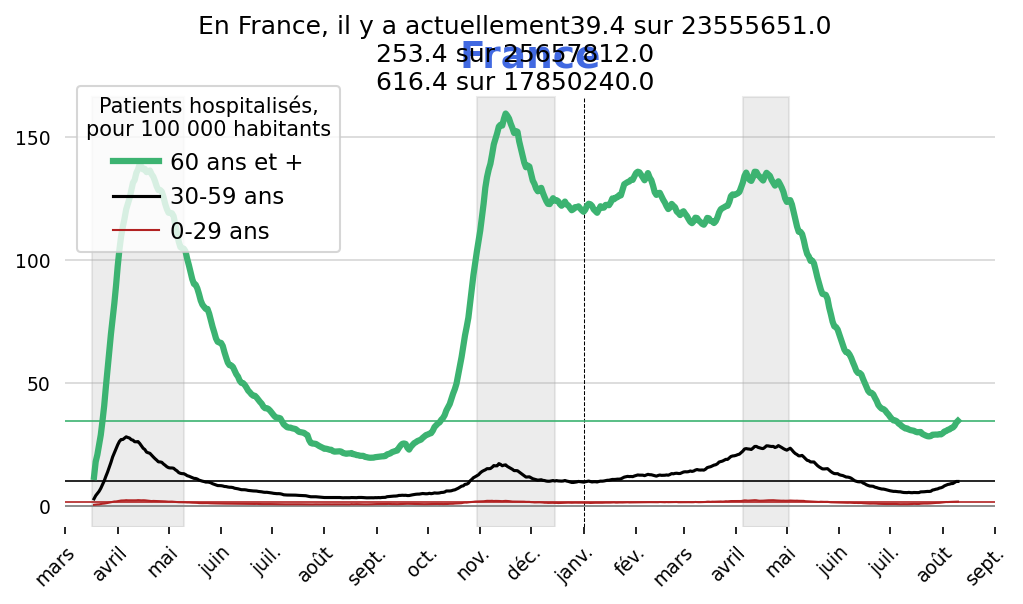 En France, il y a actuellement39.4 sur 23555651.0
253.4 sur 25657812.0
France
616.4 sur 17850240.0
Patients hospitalisés,
pour 100 000 habitants
60 ans et +
30-59 ans
0-29 ans
150
100
50
0
mars avril mai juin juil. août sept. oct. nov. déc. janv. fév. mars avril mai juin juil. août sept.